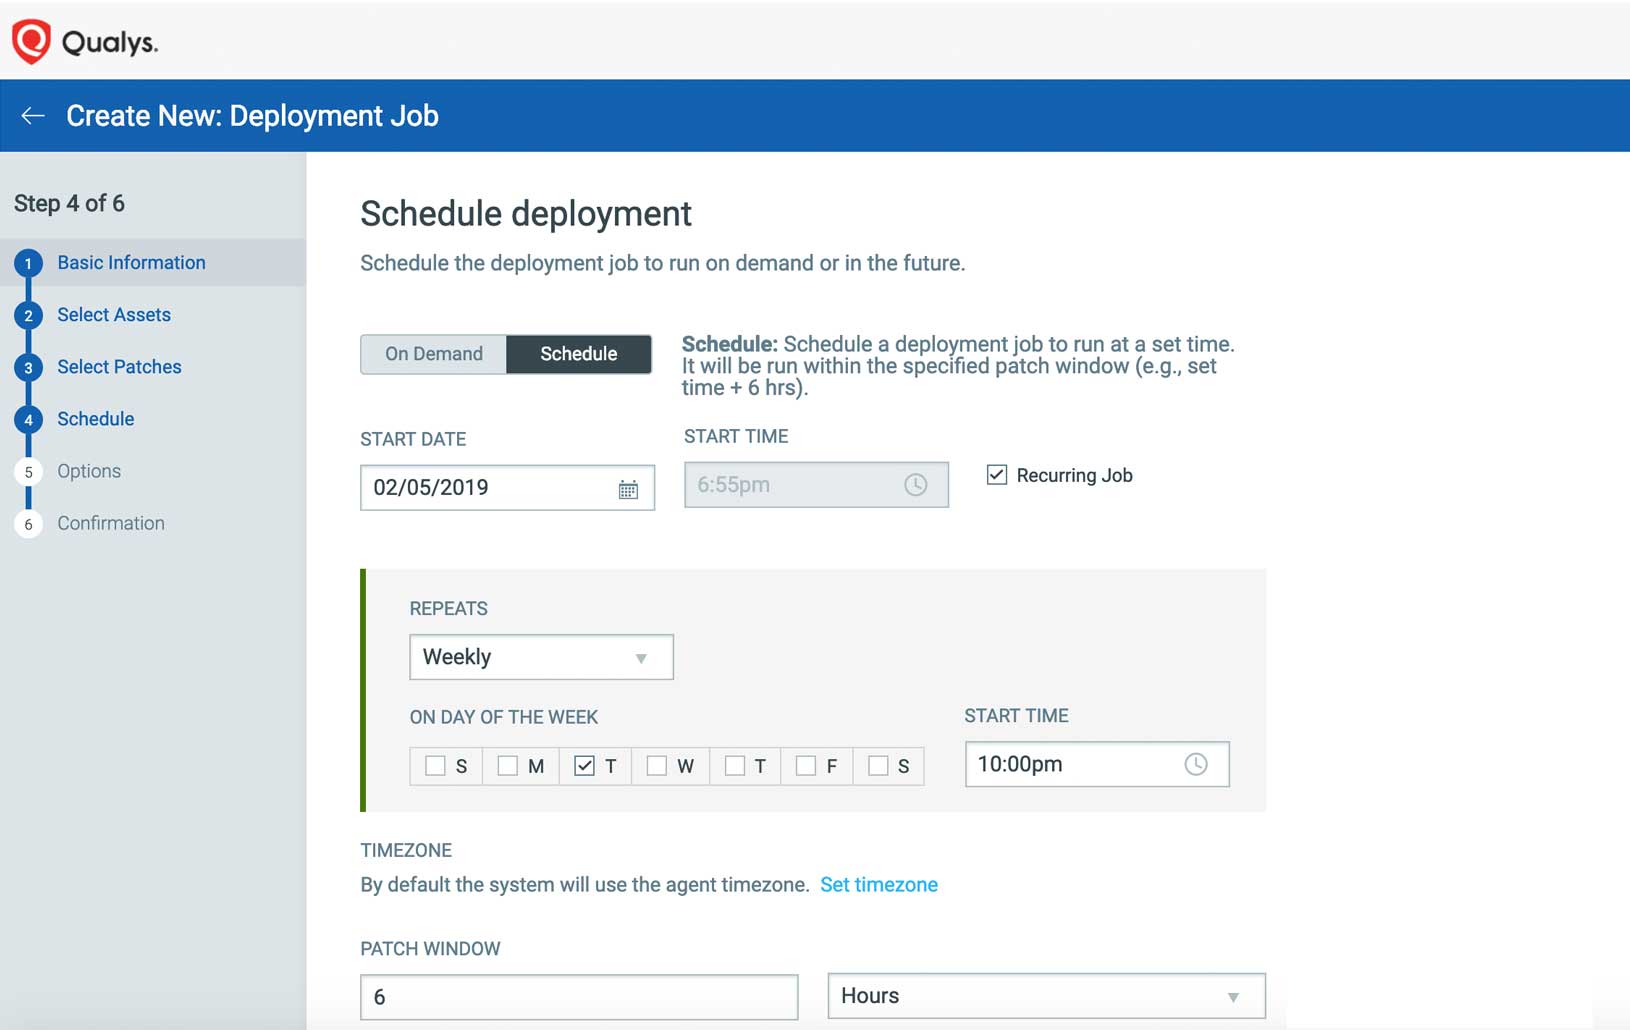 Qualys.
Create New: Deployment Job
Step 4 of 6
1 Basic Information
2 Select Assets
3 Select Patches
4 Schedule
5 Options
6 Confirmation
Schedule deployment
Schedule the deployment job to run on demand or in the future.
On Demand Schedule
Schedule: Schedule a deployment job to run at a set time.
It will be run within the specified patch window (e.g., set
time + 6 hrs).
START DATE START TIME
02/05/2019 6:55pm Recurring Job
REPEATS
Weekly
ON DAY OF THE WEEK START TIME
S M T W T F S 10:00pm
TIMEZONE
By default the system will use the agent timezone. Set timezone
PATCH WINDOW
6 Hours